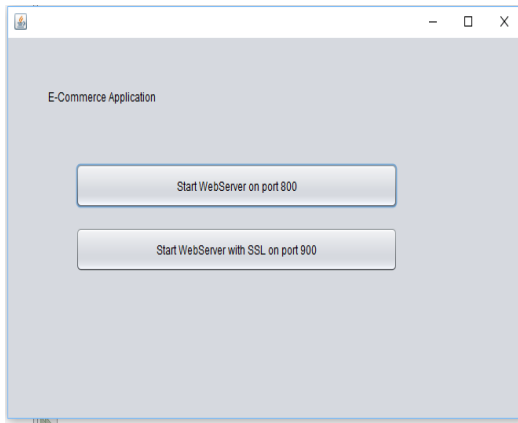 E-Commerce Application
Start WebServer on port 800
Start WebServer with SSL on port 900